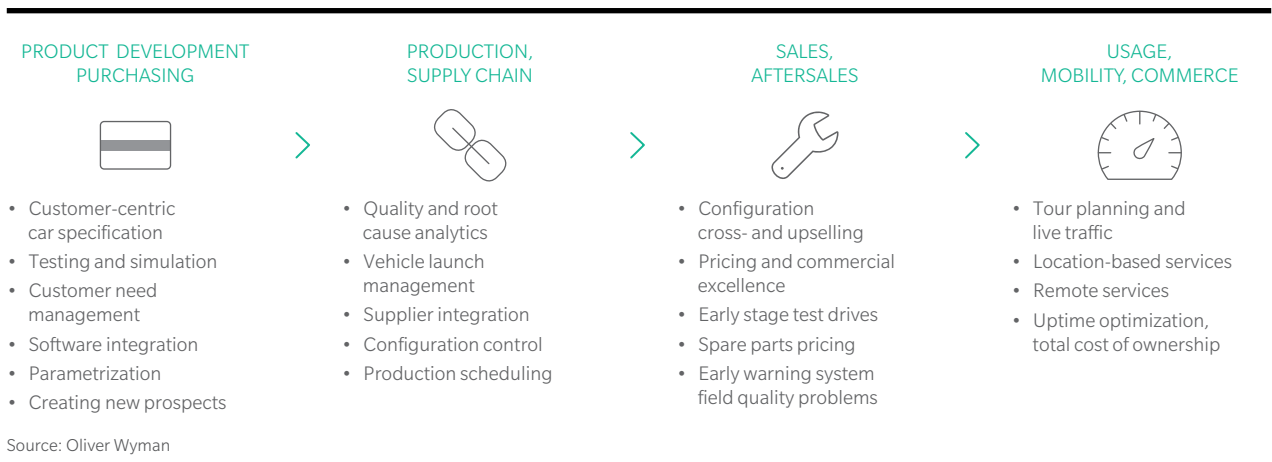 PRODUCT DEVELOPMENT
PURCHASING
• Customer-centric
car specification
• Testing and simulation
• Customer need
management
• Software integration
• Parametrization
• Creating new prospects
PRODUCTION,
SUPPLY CHAIN
• Quality and root
cause analytics
• Vehicle launch
management
• Supplier integration
• Configuration control
• Production scheduling
SALES,
AFTERSALES
• Configuration
cross- and upselling
• Pricing and commercial
excellence
• Early stage test drives
• Spare parts pricing
• Early warning system
field quality problems
USAGE,
MOBILITY, COMMERCE
• Tour planning and
live traffic
• Location-based services
• Remote services
• Uptime optimization,
total cost of ownership
Source: Oliver Wyman